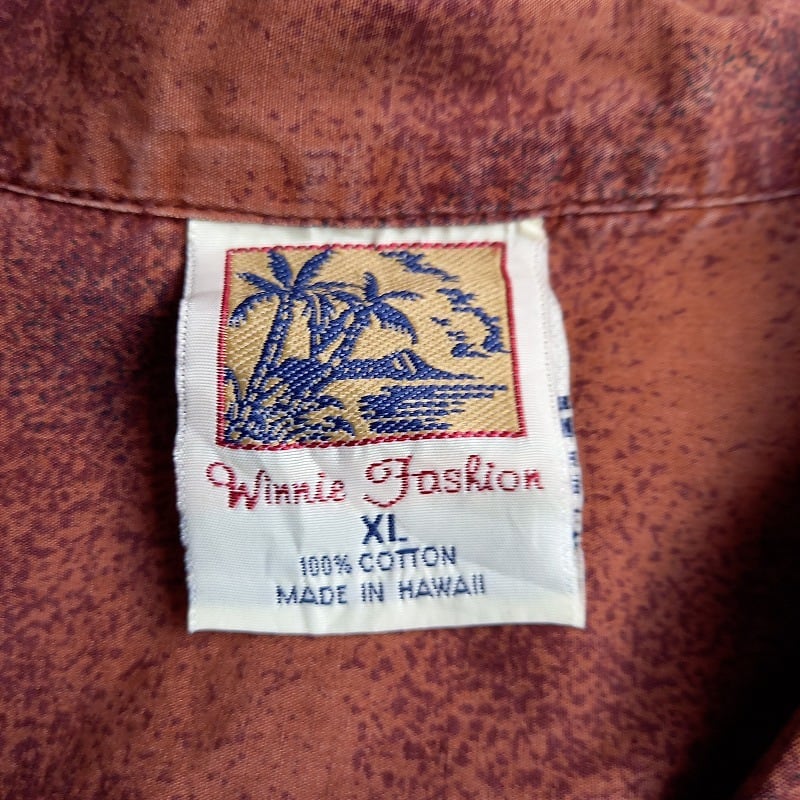 Winnie Fashion
XL
100% COTTON
MADE IN HAWAII